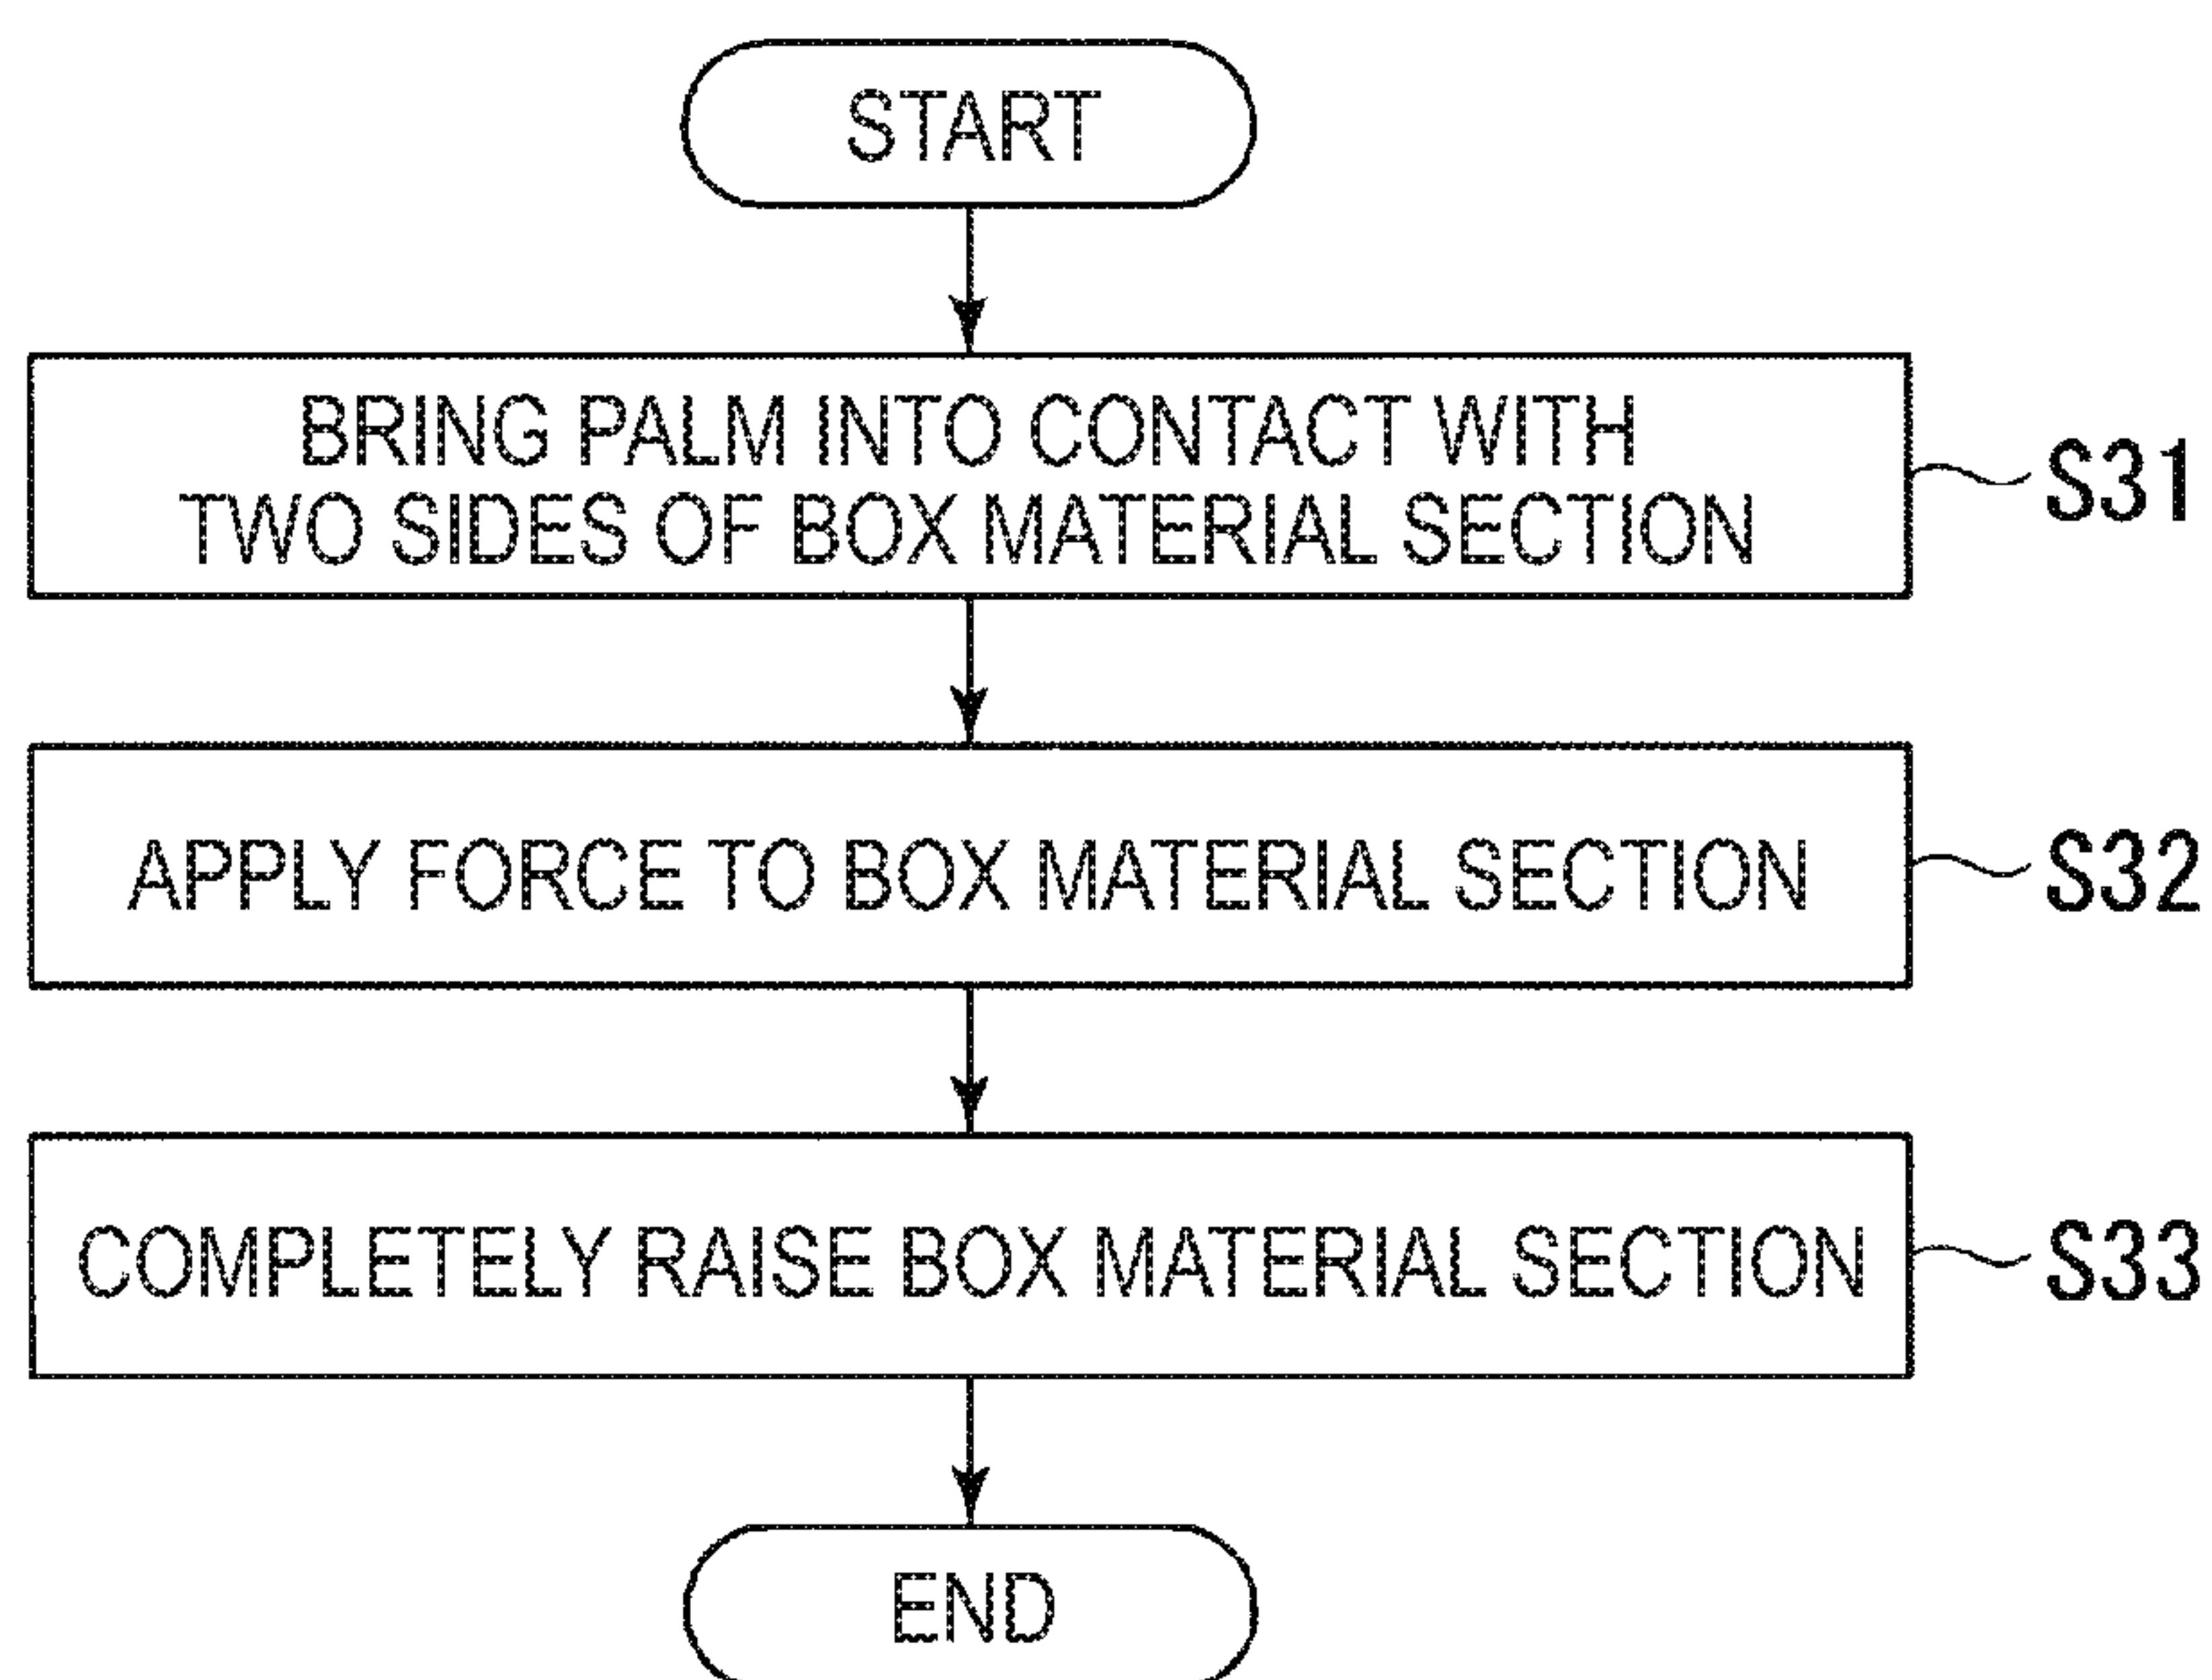 START
BRING PALM INTO CONTACT WITH
TWO SIDES OF BOX MATERIAL SECTION
S31
APPLY FORCE TO BOX MATERIAL SECTION
S32
COMPLETELY RAISE BOX MATERIAL SECTION
S33
END